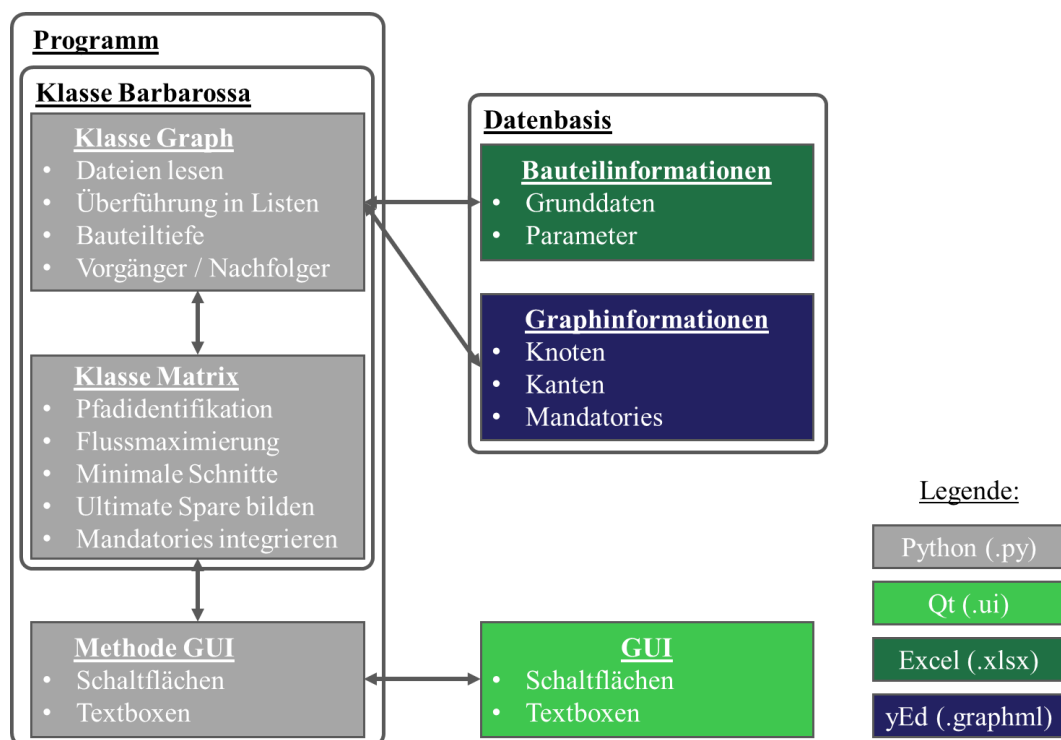 Programm
Klasse Barbarossa
Klasse Graph
• Dateien lesen
• Überführung in Listen
• Bauteiltiefe
• Vorgänger / Nachfolger
Klasse Matrix
• Pfadidentifikation
• Flussmaximierung
• Minimale Schnitte
• Ultimate Spare bilden
• Mandatories integrieren
Methode GUI
• Schaltflächen
• Textboxen
Datenbasis
Bauteilinformationen
• Grunddaten
• Parameter
Graphinformationen
• Knoten
• Kanten
• Mandatories
GUI
• Schaltflächen
• Textboxen
Legende:
Python (.py)
Qt (.ui)
Excel (.xlsx)
yEd (.graphml)